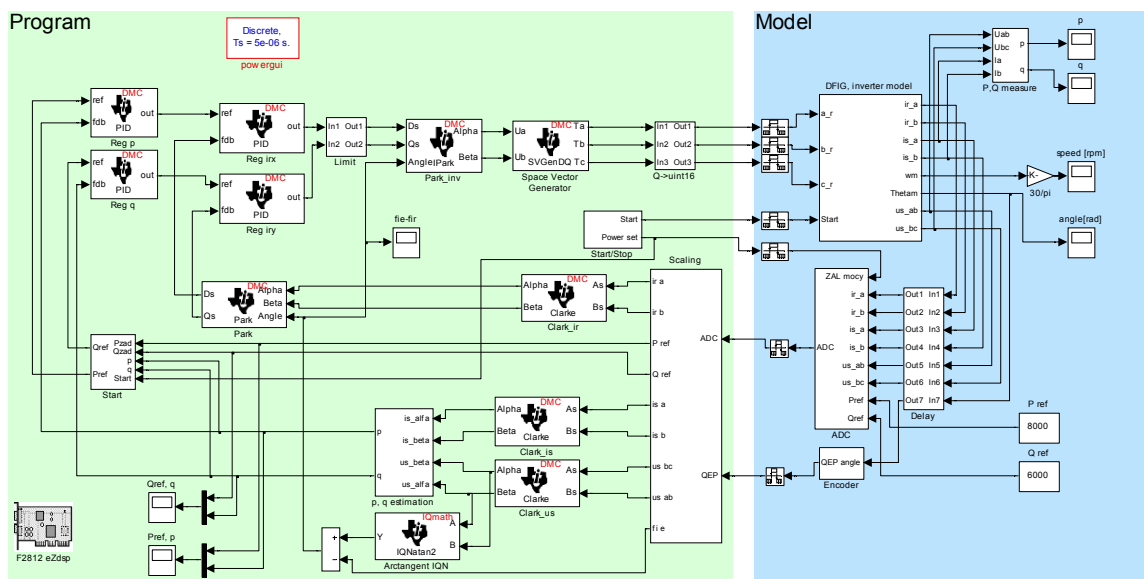 Program
Model
Discrete,
Ts = 5e-06 s.
powergui
DMC
ref
out
fdb
PID
Reg p
DMC
ref
out
fdb
PID
Reg irx
DMC
ref
out
fdb
PID
Reg q
DMC
ref
out
fdb
PID
Reg iry
In1 Out1
In2 Out2
Limit
DMC
Ds
Alpha
Qs
Angle
IPark
Beta
Park_inv
DMC
Ua
Ta
Tb
Ub
SVGenDQ
Tc
Space Vector
Generator
In1 Out1
In2 Out2
In3 Out3
Q->uint16
DFIG, inverter model
a_r
b_r
c_r
Start
ir_a
ir_b
is_a
is_b
wm
Thetam
us_ab
us_bc
Uab
Ubc
Ia
Ib
p
q
P,Q measure
p
q
K-
30/pi
speed [rpm]
angle[rad]
fie-fir
Start
Power set
Start/Stop
DMC
Ds
Alpha
Beta
Qs
Park
Angle
Park
DMC
Alpha
As
Beta
Clarke
Bs
Clark_ir
Scaling
ir a
ir b
P ref
Q ref
is a
is b
us bc
us ab
fi e
ADC
QEP
ZAL mocy
ir_a
ir_b
is_a
is_b
us_ab
us_bc
Pref
Qref
ADC
ADC
Out1 In1
Out2 In2
Out3 In3
Out4 In4
Out5 In5
Out6 In6
Out7 In7
Delay
P ref
8000
Q ref
6000
QEP angle
Encoder
Qref
Pref
Pzad
Qzad
p
q
Start
Start
p
q
is_alfa
is_beta
us_beta
us_alfa
p, q estimation
DMC
Alpha
As
Beta
Clarke
Bs
Clark_is
DMC
Alpha
As
Beta
Clarke
Bs
Clark_us
IQmath
Y
A
B
IQNatan2
Arctangent IQN
+
−
Qref, q
Pref, p
F2812 eZdsp